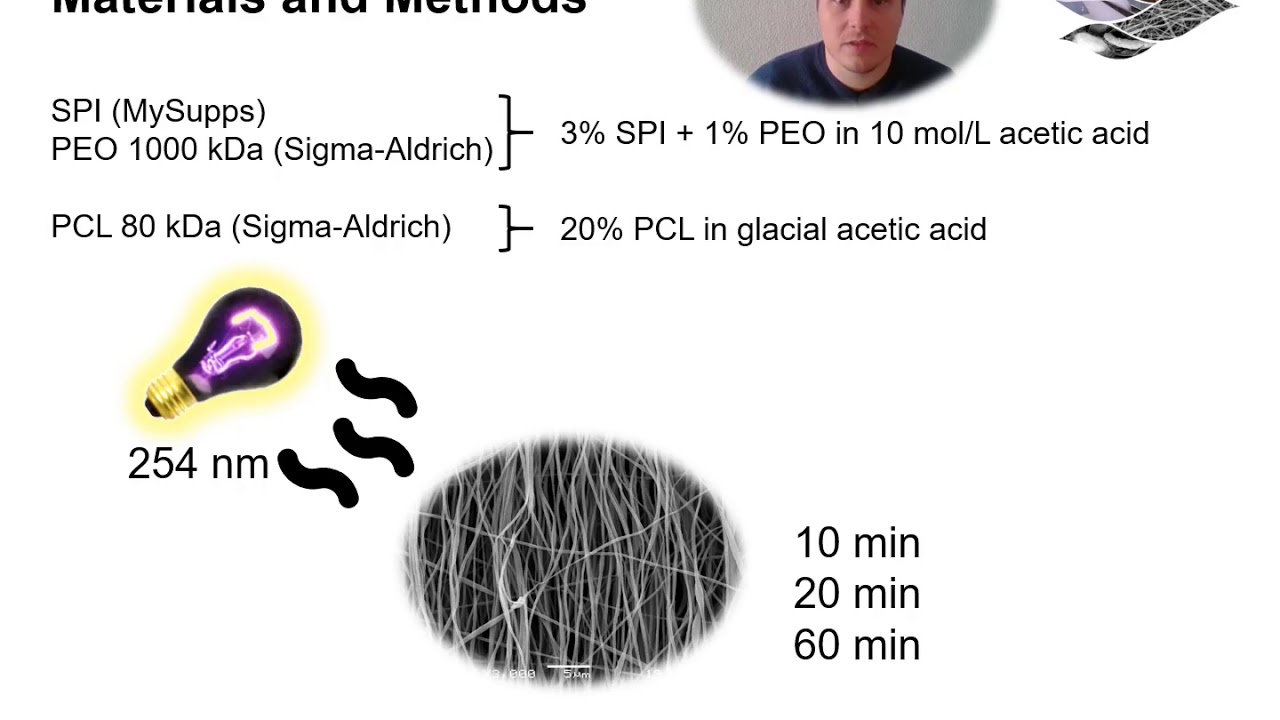 Materials and Methods
SPI (MySupps)
PEO 1000 kDa (Sigma-Aldrich)
3% SPI + 1% PEO in 10 mol/L acetic acid
PCL 80 kDa (Sigma-Aldrich)
20% PCL in glacial acetic acid
254 nm
10 min
20 min
60 min
5µm